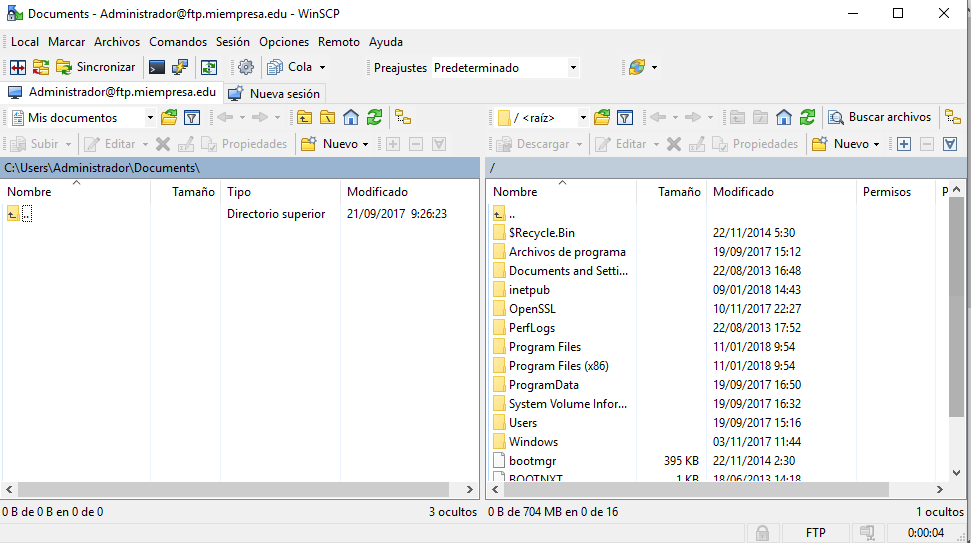 Documents - Administrador@ftp.miempresa.edu - WinSCP
Local Marcar Archivos Comandos Sesión Opciones Remoto Ayuda
Sincronizar Cola Preajustes Predeterminado
Administrador@ftp.miempresa.edu Nueva sesión
Mis documentos / <raíz> Buscar archivos
Subir Editar Propiedades Nuevo Descargar Editar Propiedades Nuevo
C:\Users\Administrador\Documents\ /
Nombre Tamaño Tipo Modificado
.. Directorio superior 21/09/2017 9:26:23
0 B de 0 B en 0 de 0 3 ocultos
Nombre Tamaño Modificado Permisos P
..
$Recycle.Bin 22/11/2014 5:30
Archivos de programa 19/09/2017 15:12
Documents and Setti... 22/08/2013 16:48
inetpub 09/01/2018 14:43
OpenSSL 10/11/2017 22:27
PerfLogs 22/08/2013 17:52
Program Files 11/01/2018 9:54
Program Files (x86) 11/01/2018 9:54
ProgramData 19/09/2017 16:50
System Volume Infor... 19/09/2017 16:32
Users 19/09/2017 15:16
Windows 03/11/2017 11:44
bootmgr 395 KB 22/11/2014 2:30
BOOTNXT 1 KB 18/06/2013 14:18
0 B de 704 MB en 0 de 16 1 ocultos
FTP 0:00:04